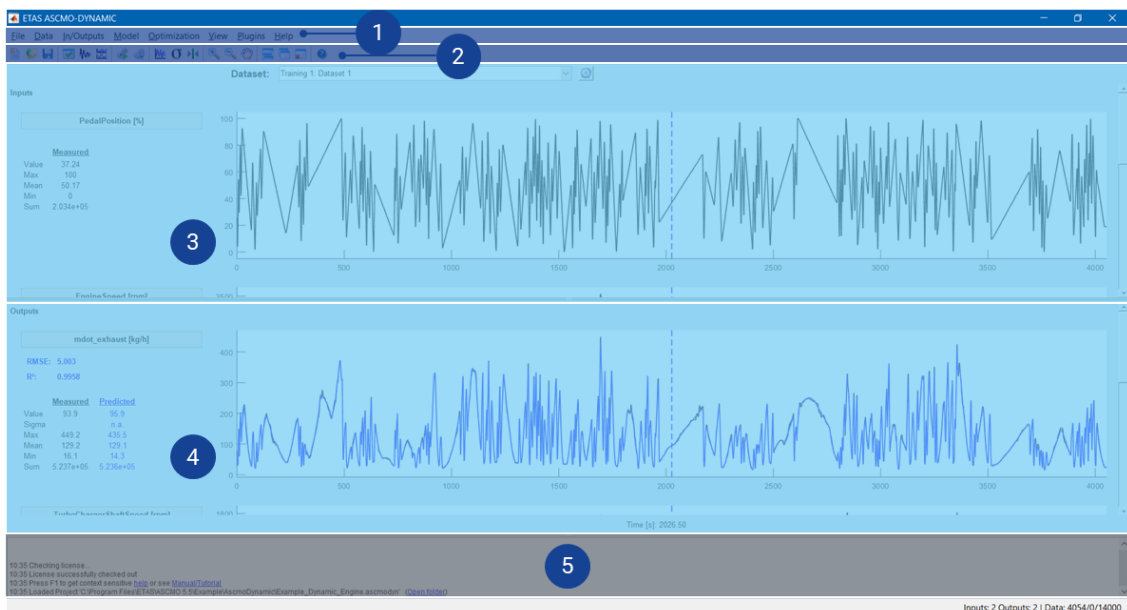 ETAS ASCMO-DYNAMIC
File Data In/Outputs Model Optimization View Plugins Help
1
2
Dataset: Training 1: Dataset 1
Inputs
PedalPosition [%]
Measured
Value 37.24
Max 100
Mean 50.17
Min 0
Sum 2.034e+05
3
100
80
60
40
20
0
0 500 1000 1500 2000 2500 3000 3500 4000
EngineSpeed [rpm]
Outputs
mdot_exhaust [kg/h]
RMSE: 5.003
R²: 0.9958
Measured Predicted
Value 93.9 95.9
Sigma n.a.
Max 449.2 435.5
Mean 129.2 129.1
Min 16.1 14.3
Sum 5.237e+05 5.236e+05
4
400
300
200
100
0
0 500 1000 1500 2000 2500 3000 3500 4000
TurboChargerShaftSpeed [rpm]
Time [s]: 2026.50
5
10:35 Checking license...
10:35 License successfully checked out
10:35 Press F1 to get context sensitive help or see Manual/Tutorial
10:35 Loaded Project 'C:\Program Files\ETAS\ASCMO 5.5\Example\AscmoDynamic\Example_Dynamic_Engine.ascmodyn' (Open folder)
Inputs: 2 Outputs: 2 | Data: 4054/0/14000